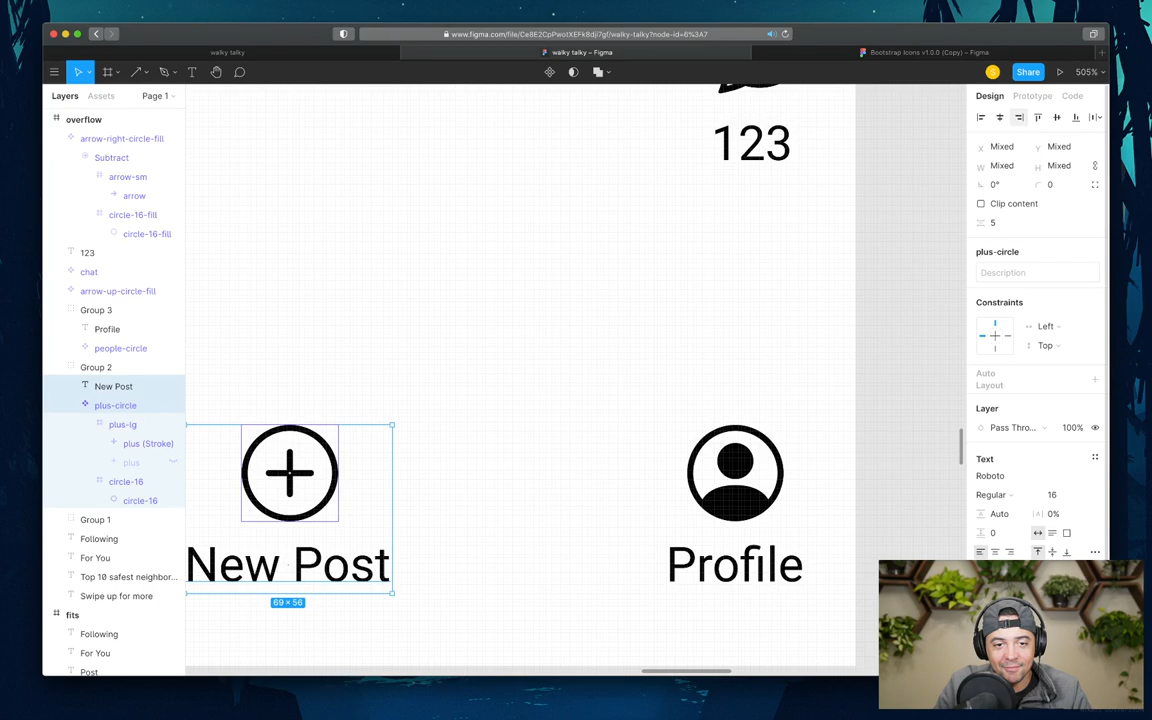 www.figma.com/file/Ce8E2CpPwotXEFk8dji7gf/walky-talky?node-id=6%3A7
walky talky
walky talky – Figma
Bootstrap Icons v1.0.0 (Copy) – Figma
S
Share
505%
Layers
Assets
Page 1
overflow
arrow-right-circle-fill
Subtract
arrow-sm
arrow
circle-16-fill
circle-16-fill
123
chat
arrow-up-circle-fill
Group 3
Profile
people-circle
Group 2
New Post
plus-circle
plus-lg
plus (Stroke)
plus
circle-16
circle-16
Group 1
Following
For You
Top 10 safest neighbor...
Swipe up for more
fits
Following
For You
Post
123
New Post
69 × 56
Profile
Design
Prototype
Code
X Mixed
Y Mixed
W Mixed
H Mixed
0°
0
Clip content
5
plus-circle
Description
Constraints
Left
Top
Auto
Layout
Layer
Pass Thro...
100%
Text
Roboto
Regular
16
Auto
0%
0